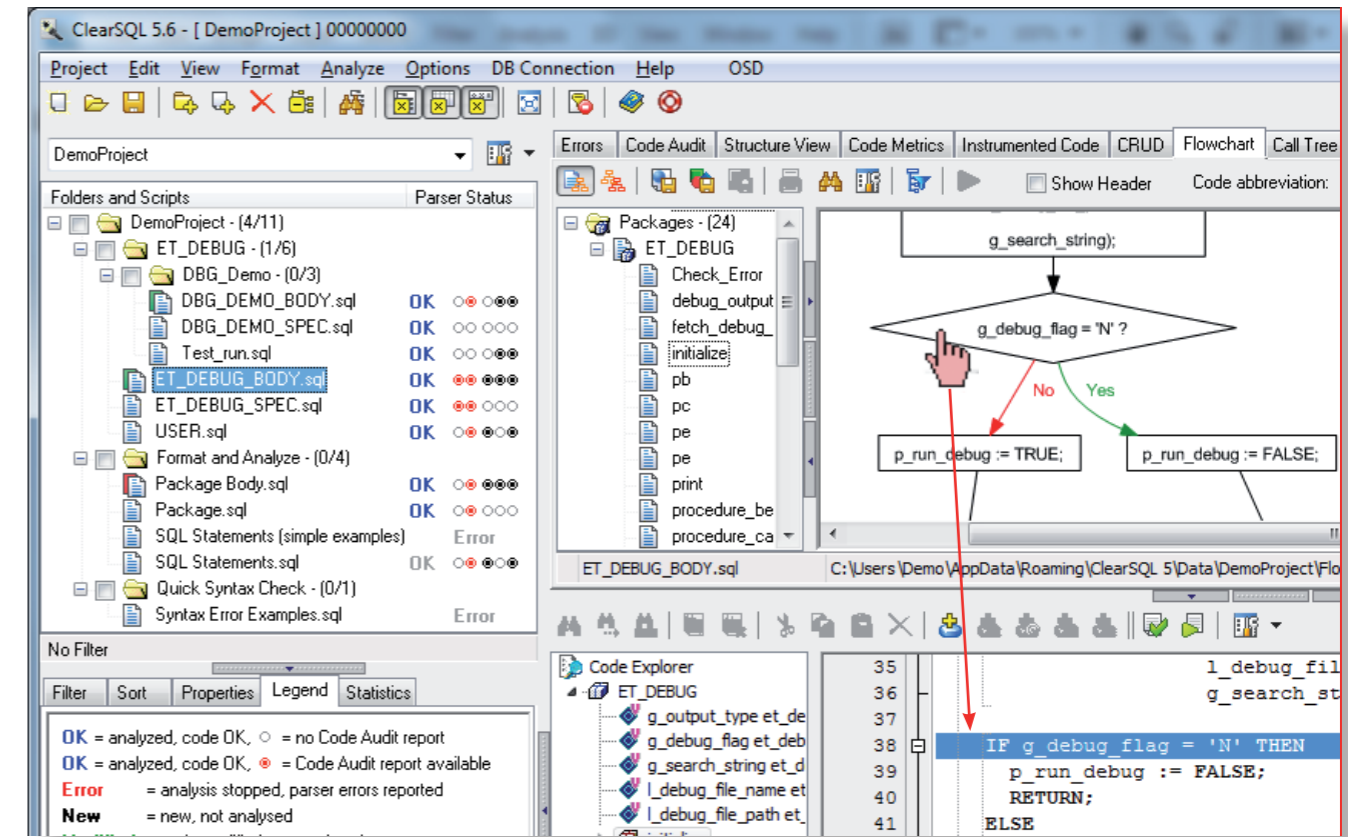 ClearSQL 5.6 - [ DemoProject ] 00000000
Project Edit View Format Analyze Options DB Connection Help OSD
DemoProject
Folders and Scripts Parser Status
DemoProject - (4/11)
ET_DEBUG - (1/6)
DBG_Demo - (0/3)
DBG_DEMO_BODY.sql OK
DBG_DEMO_SPEC.sql OK
Test_run.sql OK
ET_DEBUG_BODY.sql OK
ET_DEBUG_SPEC.sql OK
USER.sql OK
Format and Analyze - (0/4)
Package Body.sql OK
Package.sql OK
SQL Statements (simple examples) Error
SQL Statements.sql OK
Quick Syntax Check - (0/1)
Syntax Error Examples.sql Error
No Filter
Filter Sort Properties Legend Statistics
OK = analyzed, code OK, = no Code Audit report
OK = analyzed, code OK, = Code Audit report available
Error = analysis stopped, parser errors reported
New = new, not analysed
Errors Code Audit Structure View Code Metrics Instrumented Code CRUD Flowchart Call Tree
Show Header Code abbreviation:
Packages - (24)
ET_DEBUG
Check_Error
debug_output
fetch_debug_
initialize
pb
pc
pe
pe
print
procedure_be
procedure_ca
g_search_string);
g_debug_flag = 'N' ?
No Yes
p_run_debug := TRUE;
p_run_debug := FALSE;
ET_DEBUG_BODY.sql C:\Users\Demo\AppData\Roaming\ClearSQL 5\Data\DemoProject\Flo
Code Explorer
ET_DEBUG
g_output_type et_de
g_debug_flag et_deb
g_search_string et_d
l_debug_file_name et
l_debug_file_path et_
35 l_debug_fil
36 g_search_st
37
38 IF g_debug_flag = 'N' THEN
39 p_run_debug := FALSE;
40 RETURN;
41 ELSE